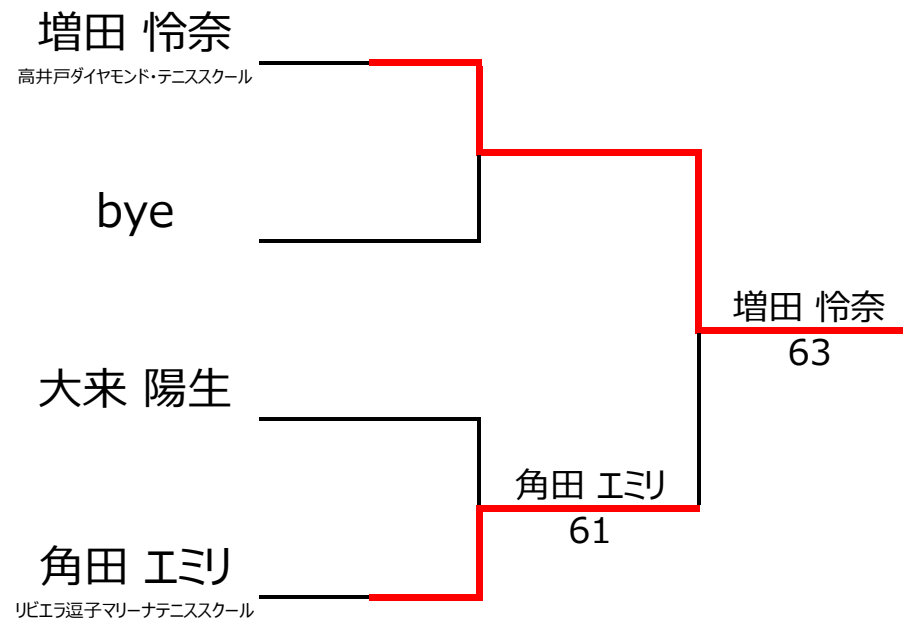 増田 怜奈
高井戸ダイヤモンド・テニススクール
bye
増田 怜奈
63
大来 陽生
角田 エミリ
61
角田 エミリ
リビエラ逗子マリーナテニススクール